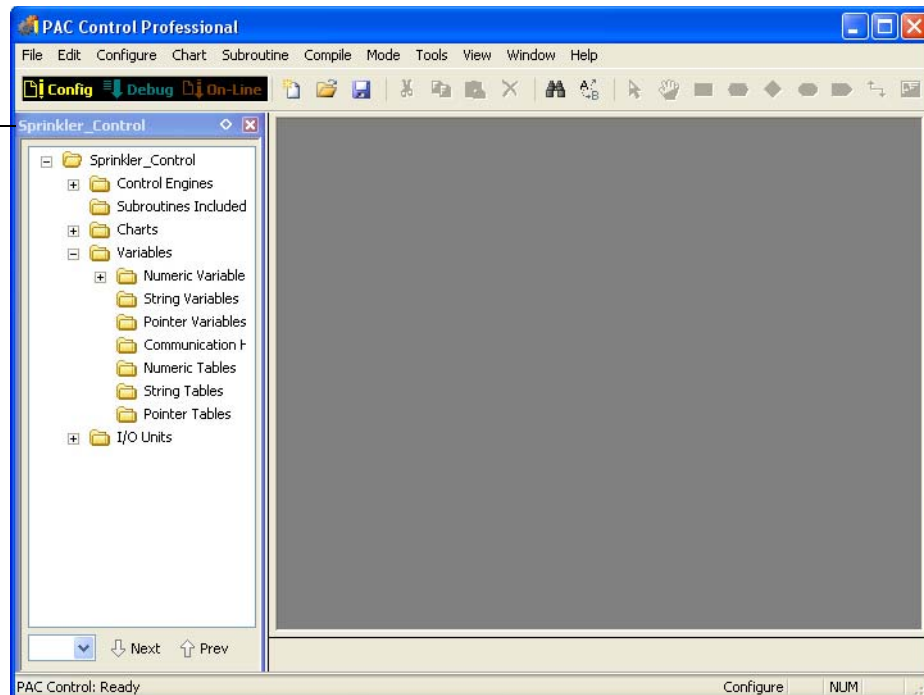 PAC Control Professional
File Edit Configure Chart Subroutine Compile Mode Tools View Window Help
Config Debug On-Line
A B
Sprinkler_Control
Sprinkler_Control
Control Engines
Subroutines Included
Charts
Variables
Numeric Variable
String Variables
Pointer Variables
Communication H
Numeric Tables
String Tables
Pointer Tables
I/O Units
Next Prev
PAC Control: Ready Configure NUM